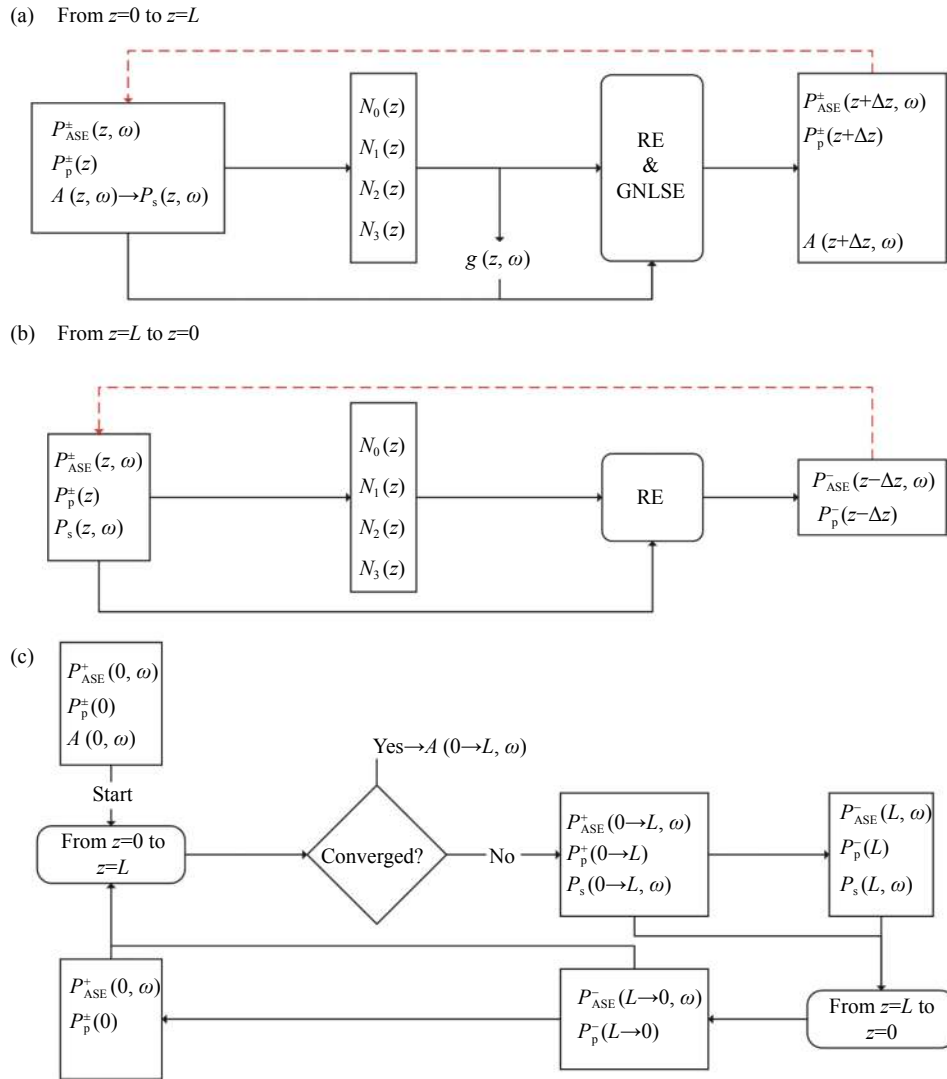 (a) From z=0 to z=L
P±ASE(z, ω)
P±p(z)
A(z, ω)→Ps(z, ω)
N0(z)
N1(z)
N2(z)
N3(z)
g(z, ω)
RE
&
GNLSE
P±ASE(z+Δz, ω)
P±p(z+Δz)
A(z+Δz, ω)
(b) From z=L to z=0
P±ASE(z, ω)
P±p(z)
Ps(z, ω)
N0(z)
N1(z)
N2(z)
N3(z)
RE
P−ASE(z−Δz, ω)
P−p(z−Δz)
(c)
P+ASE(0, ω)
P±p(0)
A(0, ω)
Start
From z=0 to
z=L
Converged?
Yes→A(0→L, ω)
No
P+ASE(0→L, ω)
P+p(0→L)
Ps(0→L, ω)
P−ASE(L, ω)
P−p(L)
Ps(L, ω)
P+ASE(0, ω)
P±p(0)
P−ASE(L→0, ω)
P−p(L→0)
From z=L to
z=0